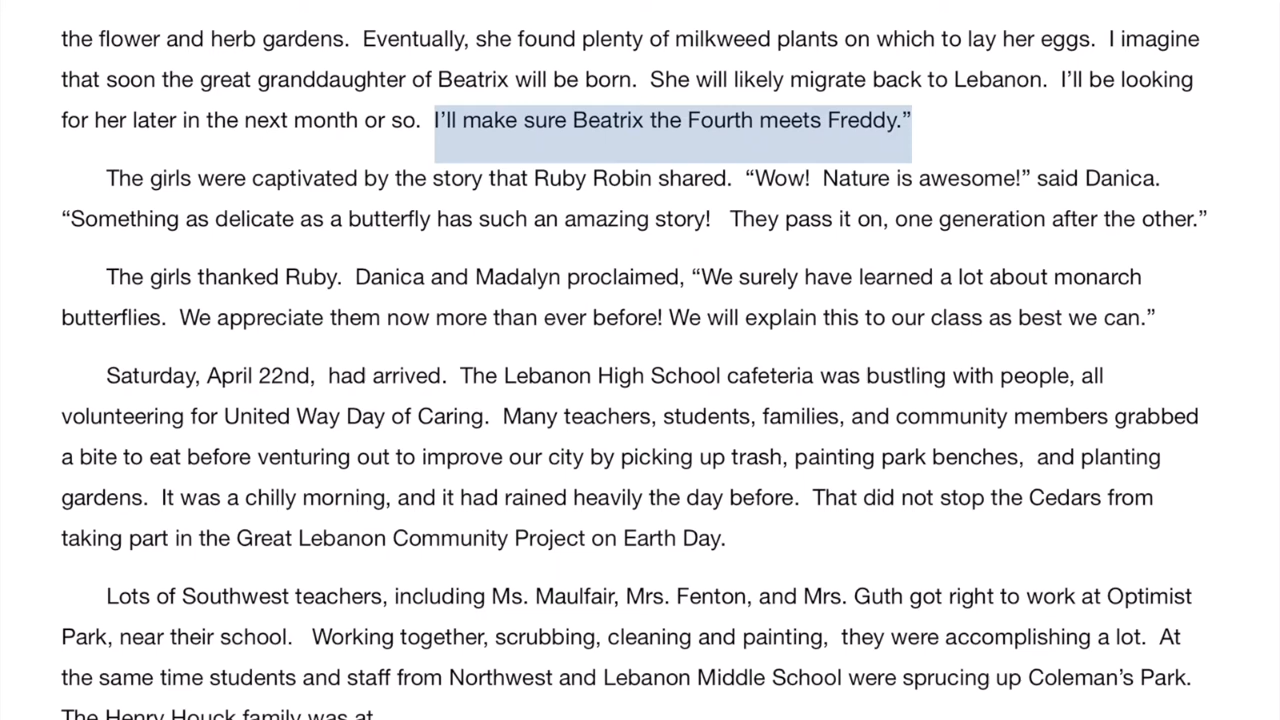 the flower and herb gardens.  Eventually, she found plenty of milkweed plants on which to lay her eggs.  I imagine
that soon the great granddaughter of Beatrix will be born.  She will likely migrate back to Lebanon.  I’ll be looking
for her later in the next month or so.  I’ll make sure Beatrix the Fourth meets Freddy.”
The girls were captivated by the story that Ruby Robin shared.  “Wow!  Nature is awesome!” said Danica.
“Something as delicate as a butterfly has such an amazing story!   They pass it on, one generation after the other.”
The girls thanked Ruby.  Danica and Madalyn proclaimed, “We surely have learned a lot about monarch
butterflies.  We appreciate them now more than ever before! We will explain this to our class as best we can.”
Saturday, April 22nd,  had arrived.  The Lebanon High School cafeteria was bustling with people, all
volunteering for United Way Day of Caring.  Many teachers, students, families, and community members grabbed
a bite to eat before venturing out to improve our city by picking up trash, painting park benches,  and planting
gardens.  It was a chilly morning, and it had rained heavily the day before.  That did not stop the Cedars from
taking part in the Great Lebanon Community Project on Earth Day.
Lots of Southwest teachers, including Ms. Maulfair, Mrs. Fenton, and Mrs. Guth got right to work at Optimist
Park, near their school.   Working together, scrubbing, cleaning and painting,  they were accomplishing a lot.  At
the same time students and staff from Northwest and Lebanon Middle School were sprucing up Coleman’s Park.
The Henry Houck family was at